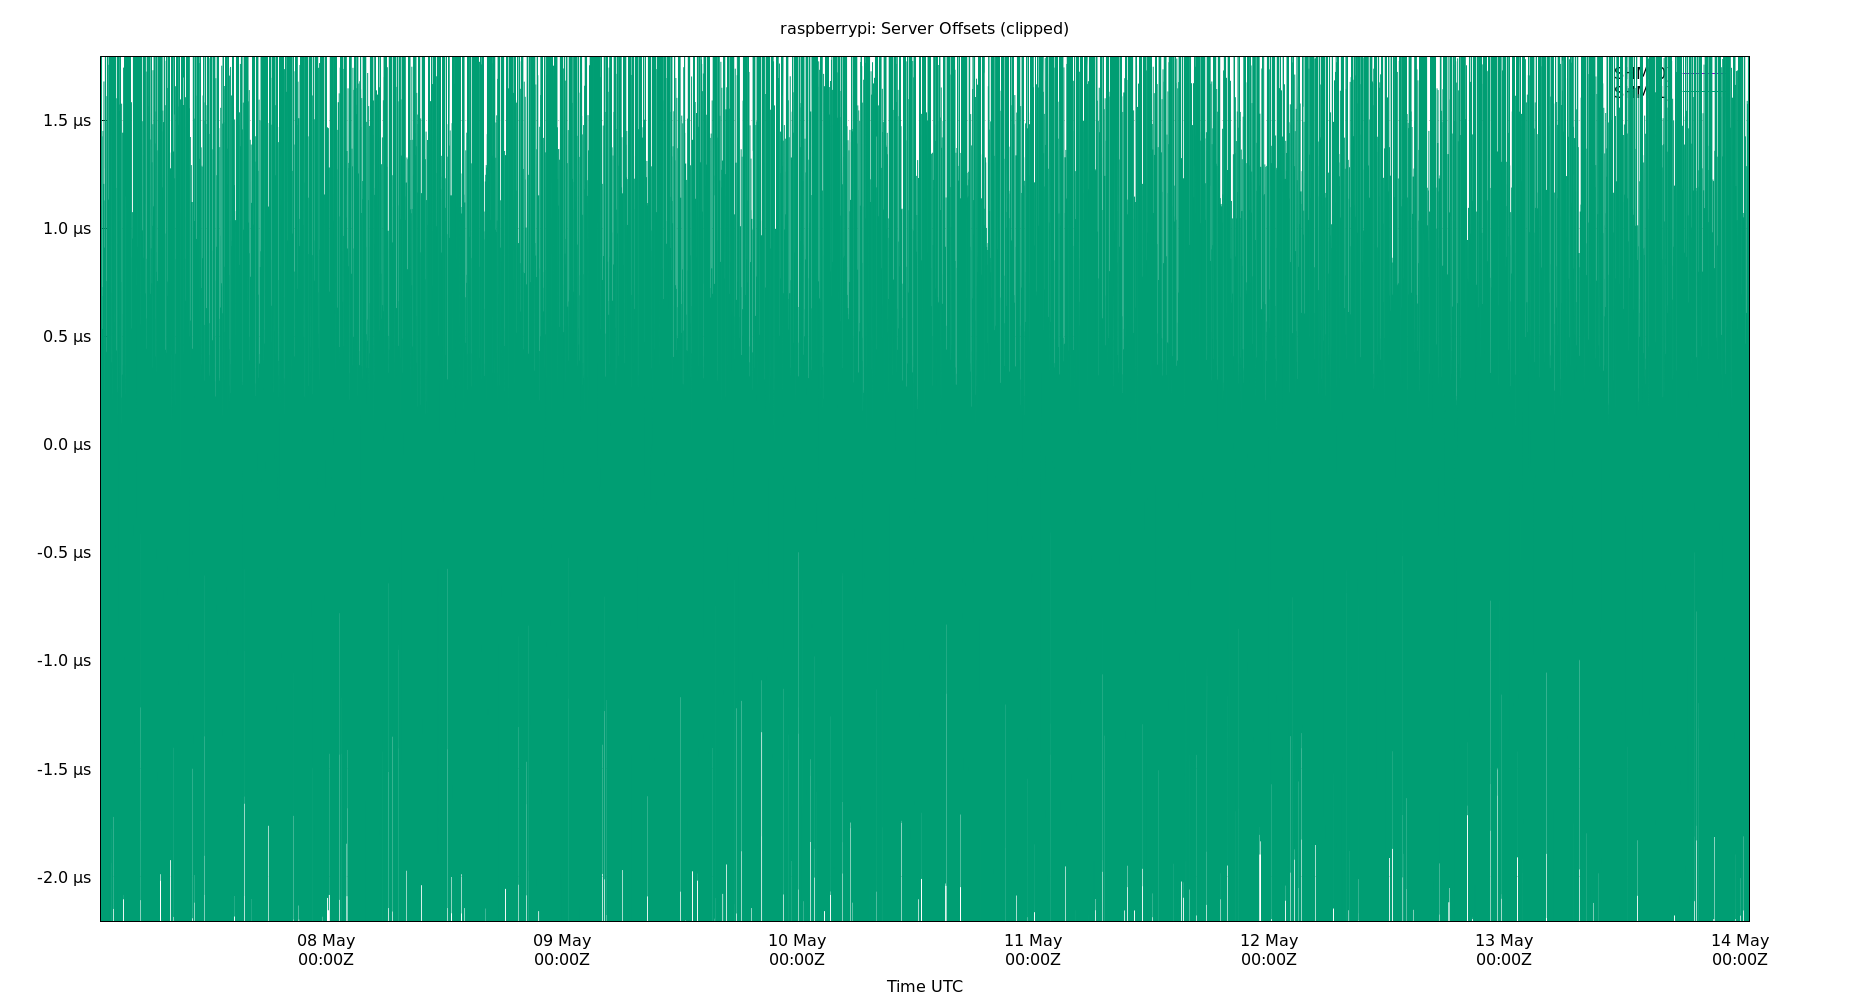 raspberrypi: Server Offsets (clipped)
1.5 µs
1.0 µs
0.5 µs
0.0 µs
-0.5 µs
-1.0 µs
-1.5 µs
-2.0 µs
08 May
00:00Z
09 May
00:00Z
10 May
00:00Z
11 May
00:00Z
12 May
00:00Z
13 May
00:00Z
14 May
00:00Z
Time UTC